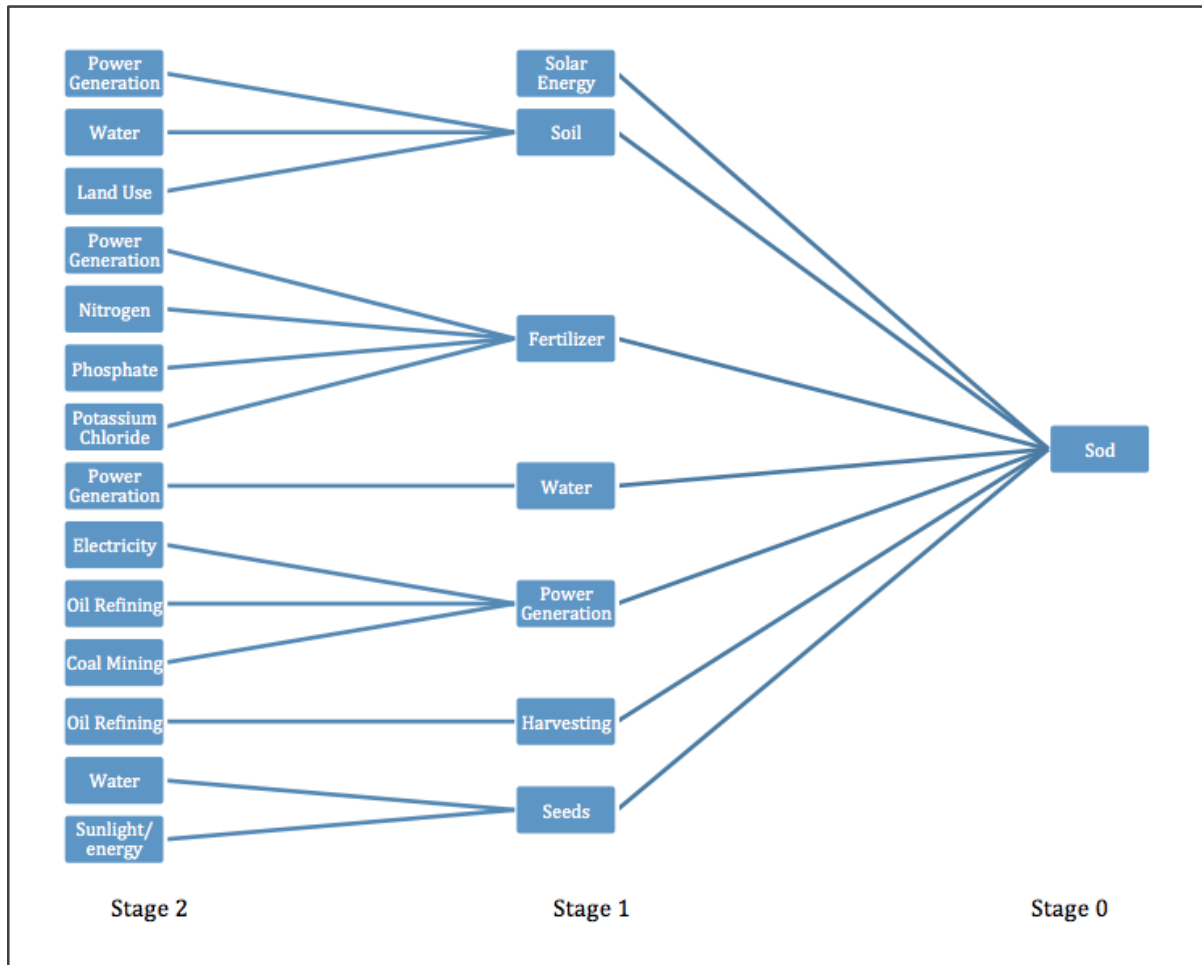 Power
Generation
Water
Land Use
Power
Generation
Nitrogen
Phosphate
Potassium
Chloride
Power
Generation
Electricity
Oil Refining
Coal Mining
Oil Refining
Water
Sunlight/
energy
Stage 2
Solar
Energy
Soil
Fertilizer
Water
Power
Generation
Harvesting
Seeds
Stage 1
Sod
Stage 0